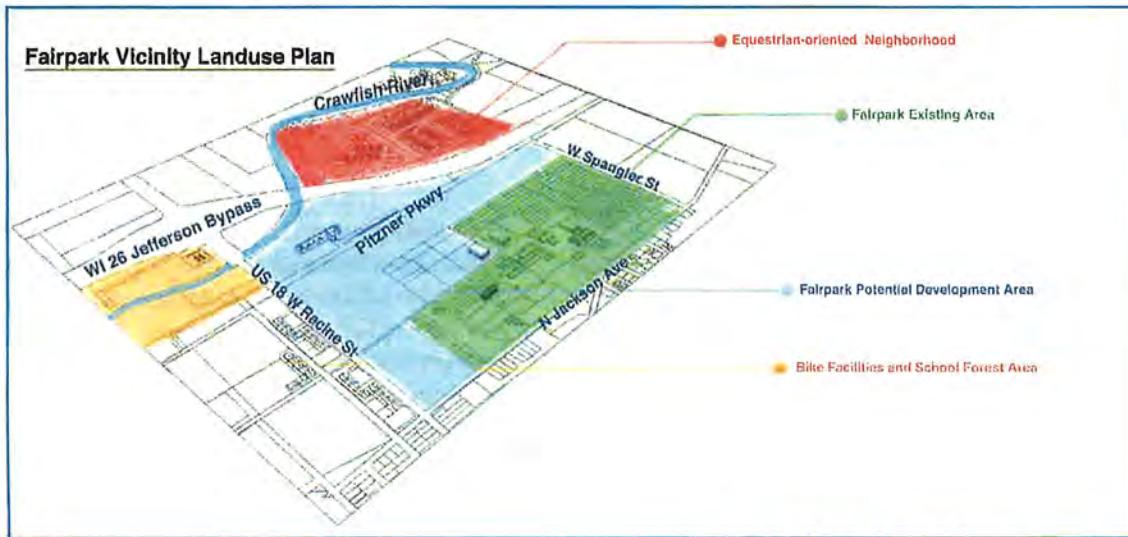 Fairpark Vicinity Landuse Plan
Equestrian-oriented Neighborhood
Crawfish River
Fairpark Existing Area
W Spangler St
WI 26 Jefferson Bypass
Pitzner Pkwy
US 18 W Racine St
N Jackson Ave
Fairpark Potential Development Area
Bike Facilities and School Forest Area